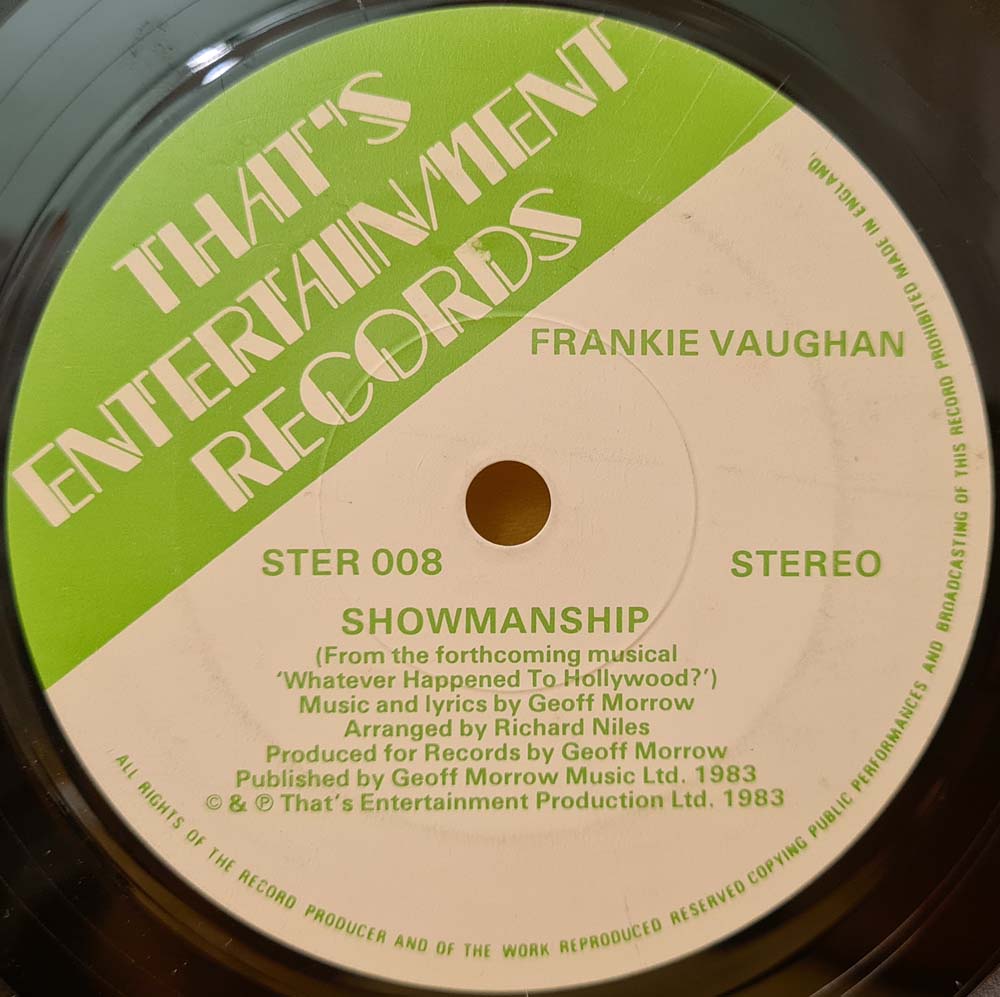 THAT'S
ENTERTAINMENT
RECORDS
FRANKIE VAUGHAN
STER 008
STEREO
SHOWMANSHIP
(From the forthcoming musical
'Whatever Happened To Hollywood?')
Music and lyrics by Geoff Morrow
Arranged by Richard Niles
Produced for Records by Geoff Morrow
Published by Geoff Morrow Music Ltd. 1983
© & ℗ That's Entertainment Production Ltd. 1983
ALL RIGHTS OF THE RECORD PRODUCER AND OF THE WORK REPRODUCED RESERVED COPYING PUBLIC PERFORMANCES AND BROADCASTING OF THIS RECORD PROHIBITED MADE IN ENGLAND.